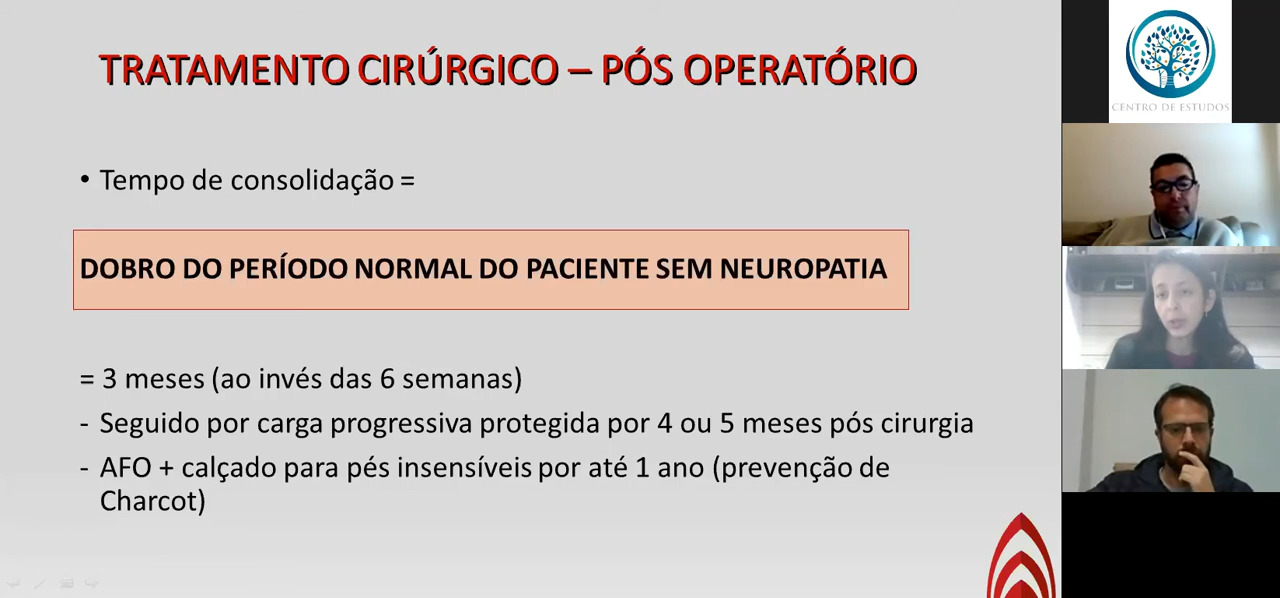 TRATAMENTO CIRÚRGICO – PÓS OPERATÓRIO
• Tempo de consolidação =
DOBRO DO PERÍODO NORMAL DO PACIENTE SEM NEUROPATIA
= 3 meses (ao invés das 6 semanas)
- Seguido por carga progressiva protegida por 4 ou 5 meses pós cirurgia
- AFO + calçado para pés insensíveis por até 1 ano (prevenção de
Charcot)
CENTRO DE ESTUDOS